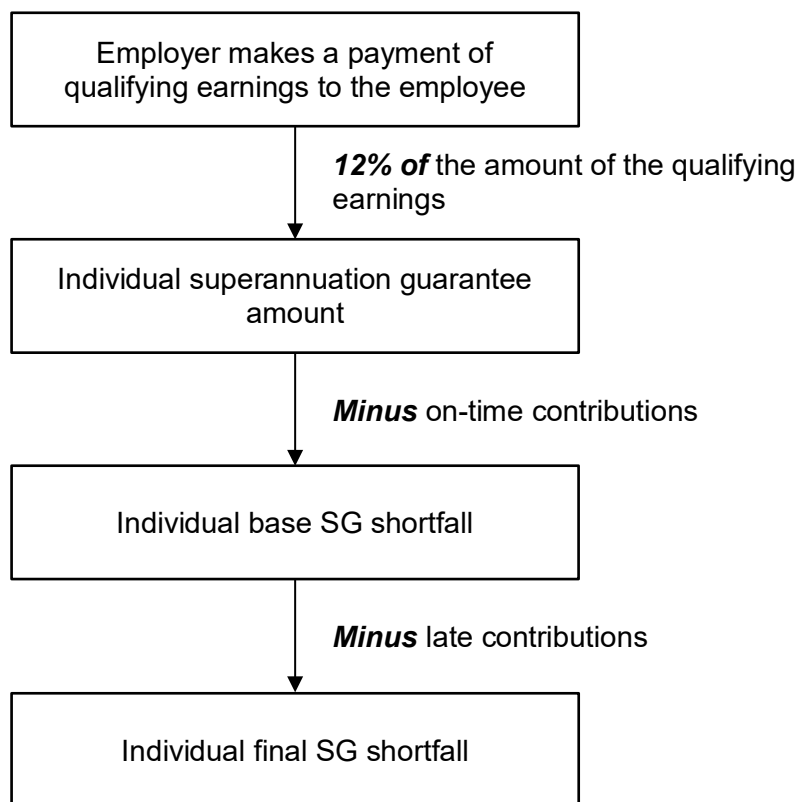 Employer makes a payment of
qualifying earnings to the employee
12% of the amount of the qualifying
earnings
Individual superannuation guarantee
amount
Minus on-time contributions
Individual base SG shortfall
Minus late contributions
Individual final SG shortfall